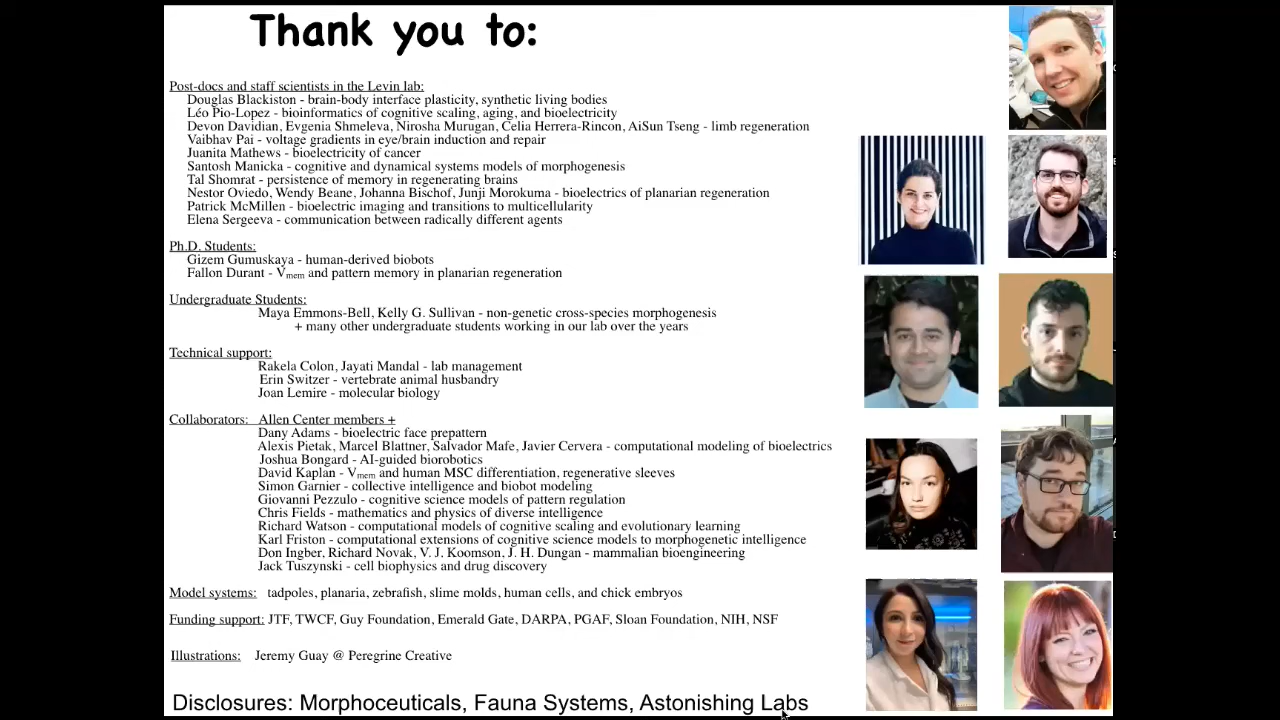 Thank you to:
Post-docs and staff scientists in the Levin lab:
Douglas Blackiston - brain-body interface plasticity, synthetic living bodies
Léo Pio-Lopez - bioinformatics of cognitive scaling, aging, and bioelectricity
Devon Davidian, Evgenia Shmeleva, Nirosha Murugan, Celia Herrera-Rincon, AiSun Tseng - limb regeneration
Vaibhav Pai - voltage gradients in eye/brain induction and repair
Juanita Mathews - bioelectricity of cancer
Santosh Manicka - cognitive and dynamical systems models of morphogenesis
Tal Shomrat - persistence of memory in regenerating brains
Nestor Oviedo, Wendy Beane, Johanna Bischof, Junji Morokuma - bioelectrics of planarian regeneration
Patrick McMillen - bioelectric imaging and transitions to multicellularity
Elena Sergeeva - communication between radically different agents
Ph.D. Students:
Gizem Gumuskaya - human-derived biobots
Fallon Durant - Vmem and pattern memory in planarian regeneration
Undergraduate Students:
Maya Emmons-Bell, Kelly G. Sullivan - non-genetic cross-species morphogenesis
+ many other undergraduate students working in our lab over the years
Technical support:
Rakela Colon, Jayati Mandal - lab management
Erin Switzer - vertebrate animal husbandry
Joan Lemire - molecular biology
Collaborators: Allen Center members +
Dany Adams - bioelectric face prepattern
Alexis Pietak, Marcel Blattner, Salvador Mafe, Javier Cervera - computational modeling of bioelectrics
Joshua Bongard - AI-guided biorobotics
David Kaplan - Vmem and human MSC differentiation, regenerative sleeves
Simon Garnier - collective intelligence and biobot modeling
Giovanni Pezzulo - cognitive science models of pattern regulation
Chris Fields - mathematics and physics of diverse intelligence
Richard Watson - computational models of cognitive scaling and evolutionary learning
Karl Friston - computational extensions of cognitive science models to morphogenetic intelligence
Don Ingber, Richard Novak, V. J. Koomson, J. H. Dungan - mammalian bioengineering
Jack Tuszynski - cell biophysics and drug discovery
Model systems: tadpoles, planaria, zebrafish, slime molds, human cells, and chick embryos
Funding support: JTF, TWCF, Guy Foundation, Emerald Gate, DARPA, PGAF, Sloan Foundation, NIH, NSF
Illustrations: Jeremy Guay @ Peregrine Creative
Disclosures: Morphoceuticals, Fauna Systems, Astonishing Labs